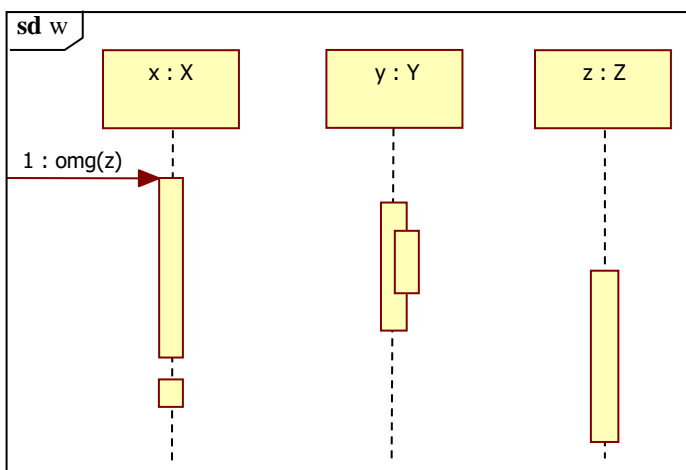 sd w
x : X
y : Y
z : Z
1 : omg(z)